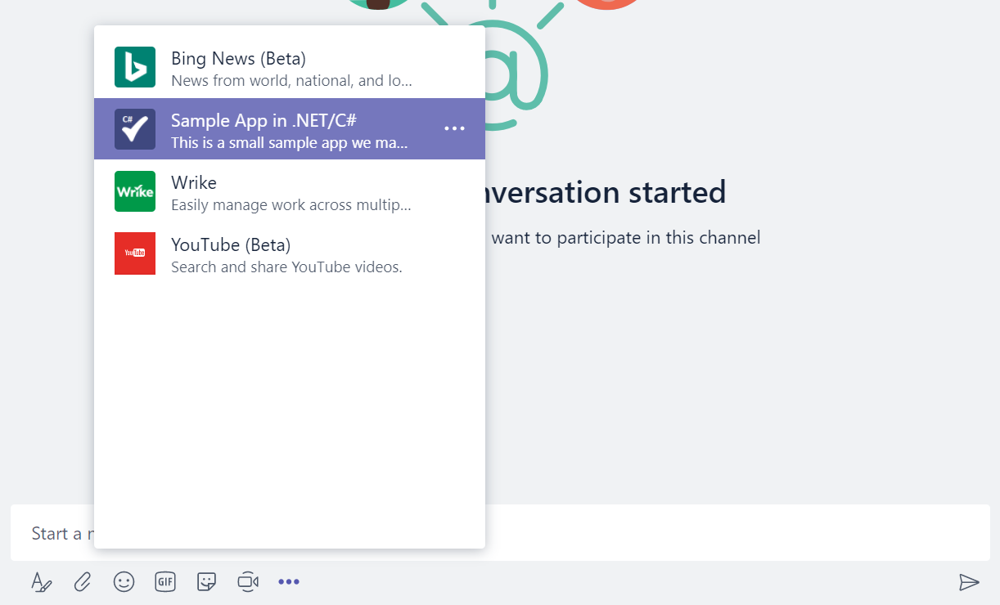 @
Bing News (Beta)
News from world, national, and lo...
C#
Sample App in .NET/C#
This is a small sample app we ma...
Wrike
Wrike
Easily manage work across multip...
nversation started
want to participate in this channel
YouTube
YouTube (Beta)
Search and share YouTube videos.
Start a
GIF